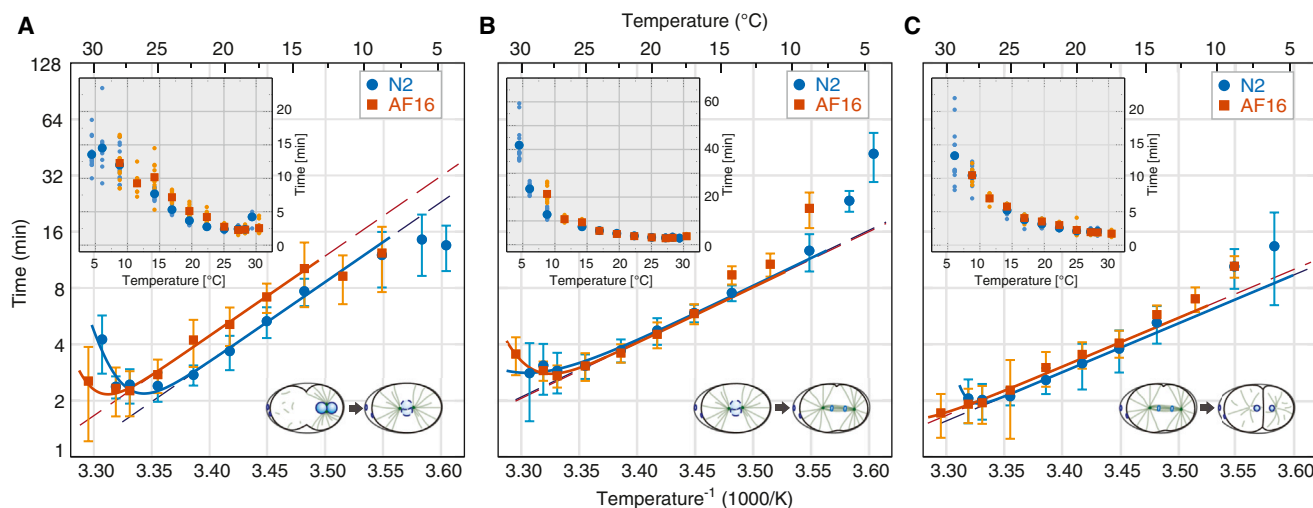 Temperature (°C)
A
B
C
30 25 20 15 10 5
30 25 20 15 10 5
30 25 20 15 10 5
128
64
32
16
8
4
2
1
Time (min)
N2
AF16
N2
AF16
N2
AF16
20
15
10
5
0
Time [min]
5 10 15 20 25 30
Temperature [°C]
60
40
20
0
Time [min]
5 10 15 20 25 30
Temperature [°C]
20
15
10
5
0
Time [min]
5 10 15 20 25 30
Temperature [°C]
3.30 3.40 3.45 3.50 3.55 3.60
3.30 3.40 3.45 3.50 3.55 3.60
3.30 3.40 3.45 3.50 3.55 3.60
Temperature⁻¹ (1000/K)